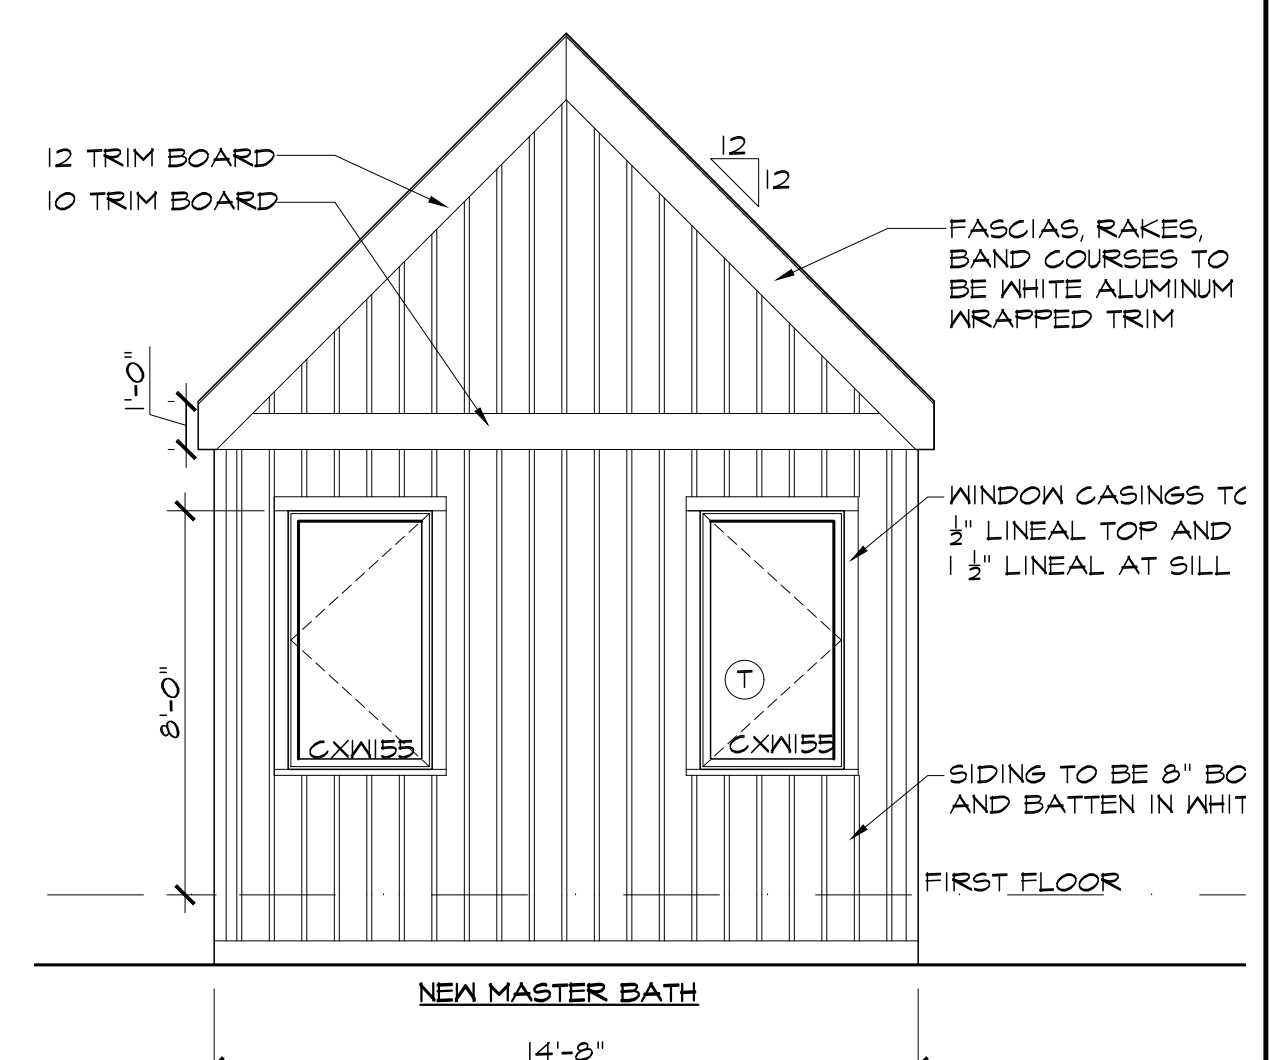 12
12
12 TRIM BOARD
10 TRIM BOARD
FASCIAS, RAKES,
BAND COURSES TO
BE WHITE ALUMINUM
WRAPPED TRIM
1'-0"
WINDOW CASINGS TO
½" LINEAL TOP AND
1 ½" LINEAL AT SILL
8'-0"
T
CXW155
CXW155
SIDING TO BE 8" BO
AND BATTEN IN WHIT
FIRST FLOOR
NEW MASTER BATH
14'-8"